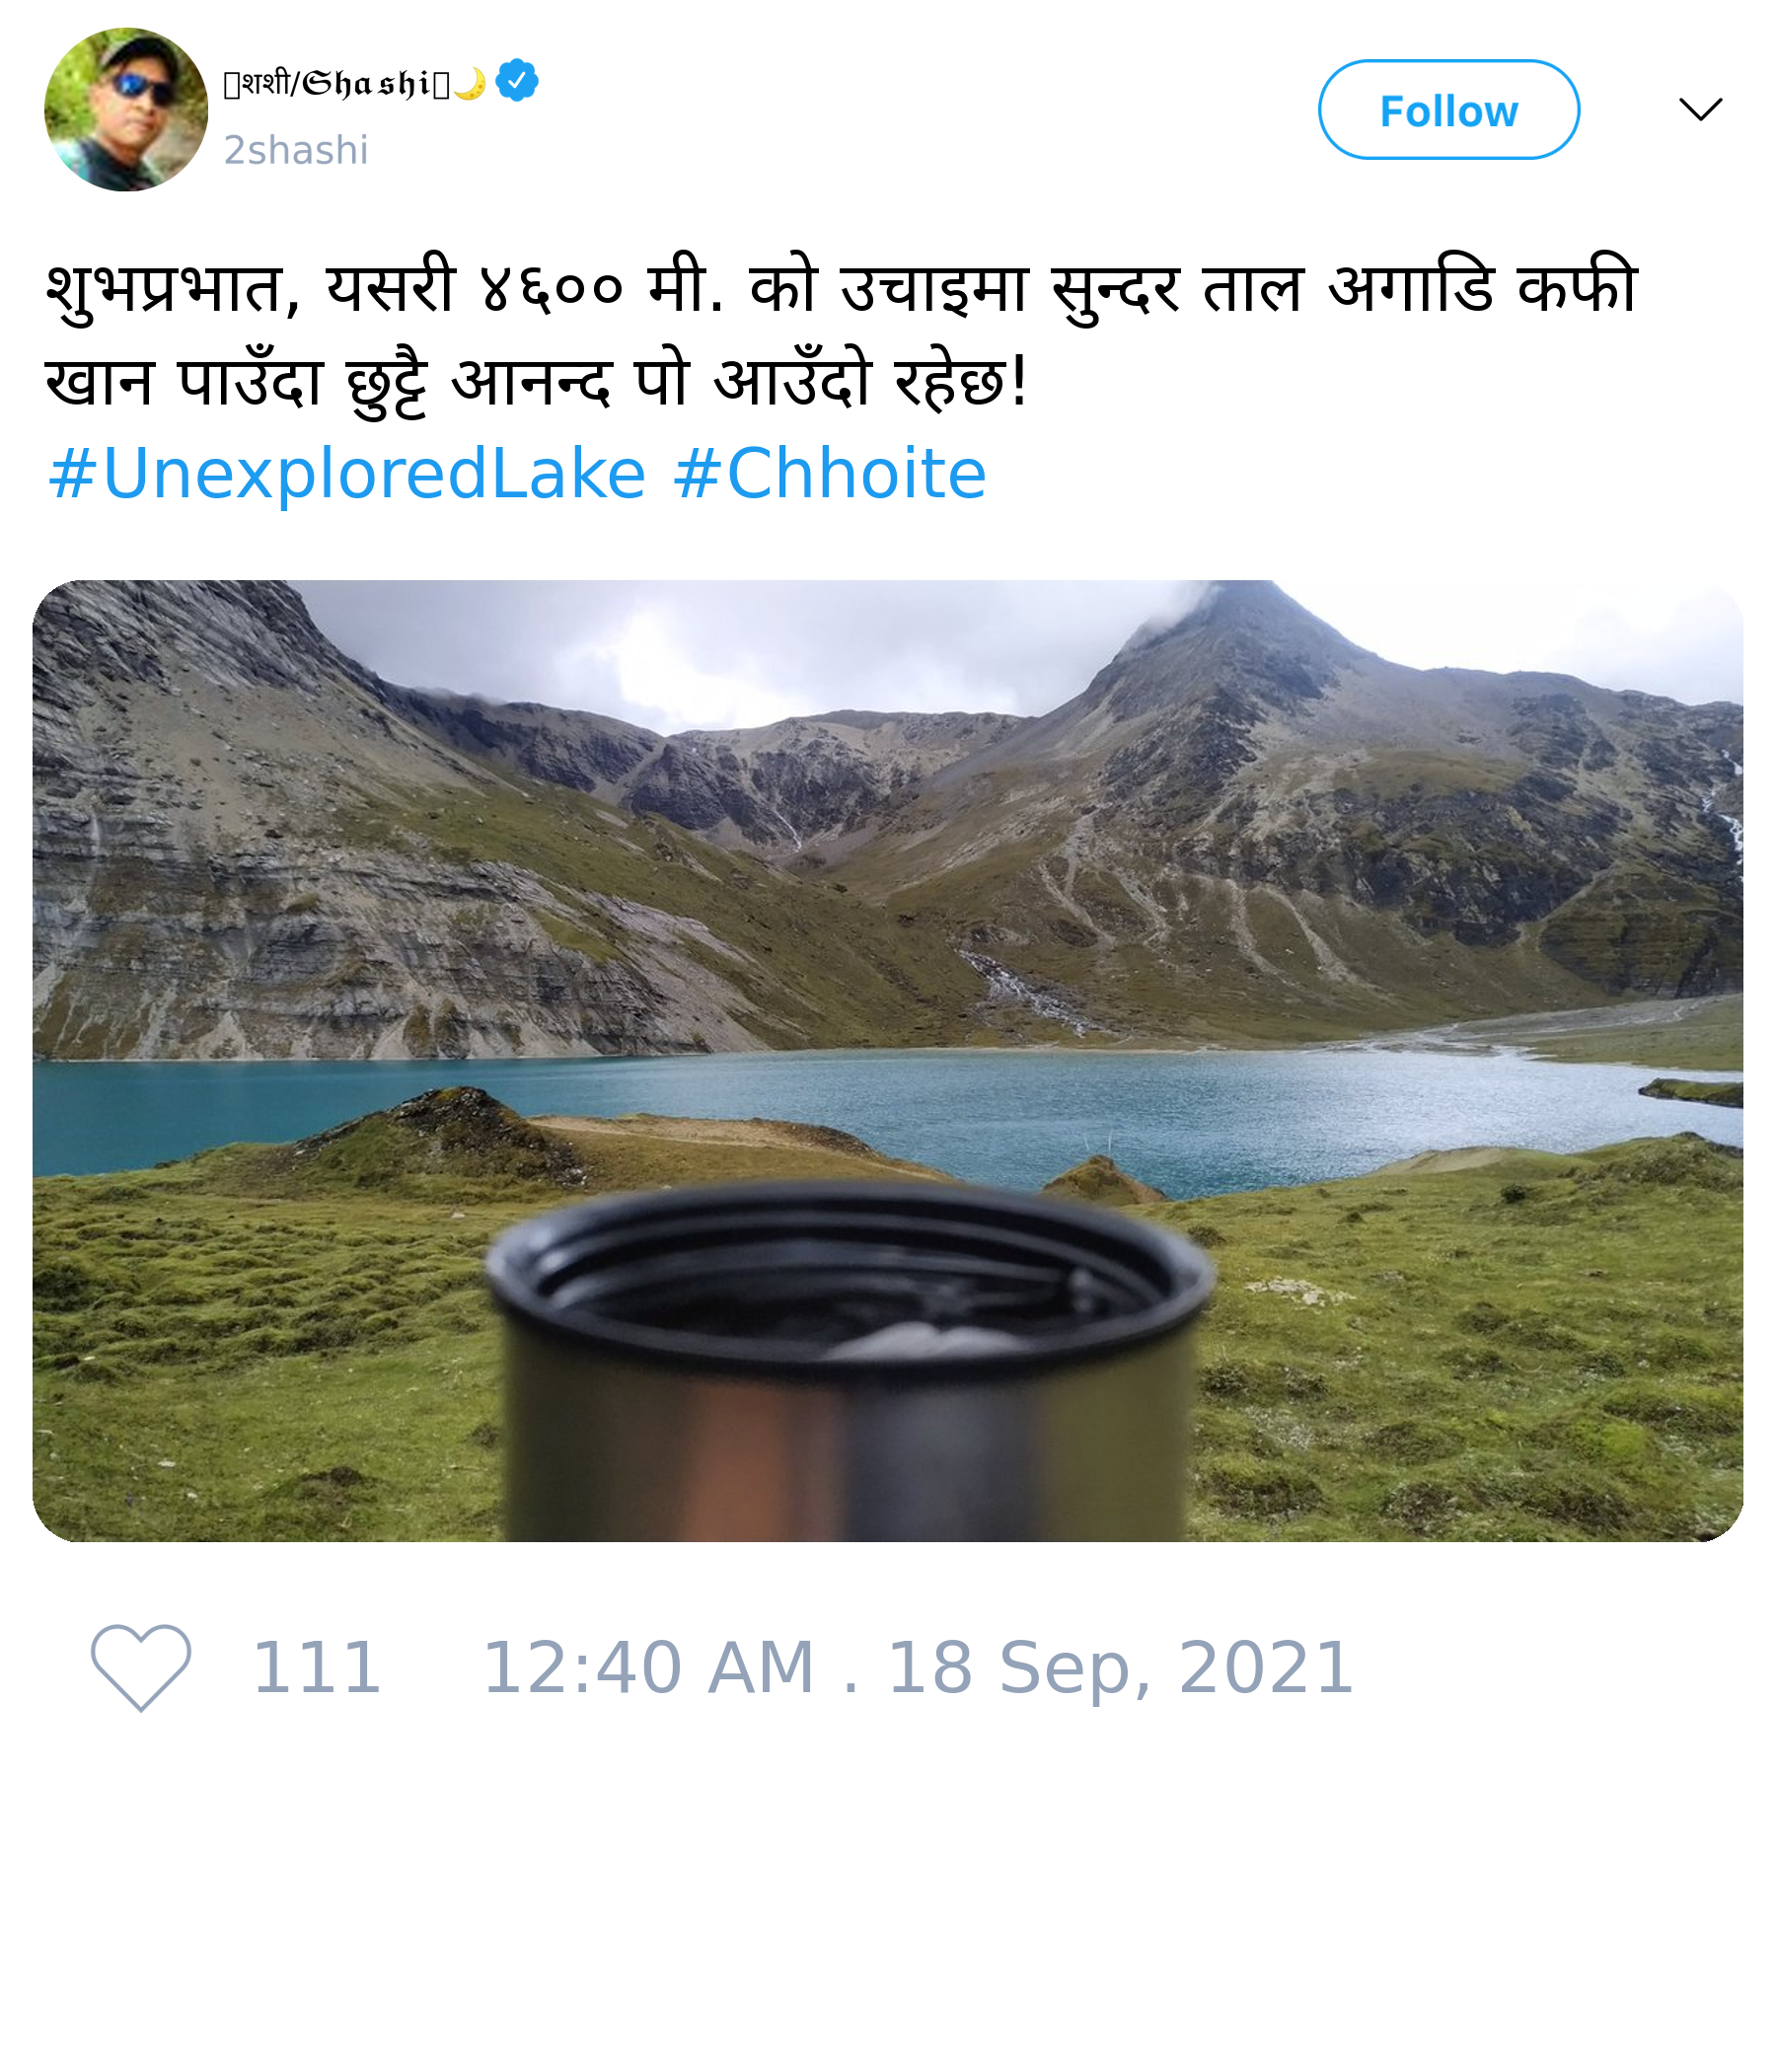 शशी/𝕾𝖍𝖆𝖘𝖍𝖎🌙
2shashi
Follow
शुभप्रभात, यसरी ४६०० मी. को उचाइमा सुन्दर ताल अगाडि कफी
खान पाउँदा छुट्टै आनन्द पो आउँदो रहेछ!
#UnexploredLake #Chhoite
111 12:40 AM . 18 Sep, 2021